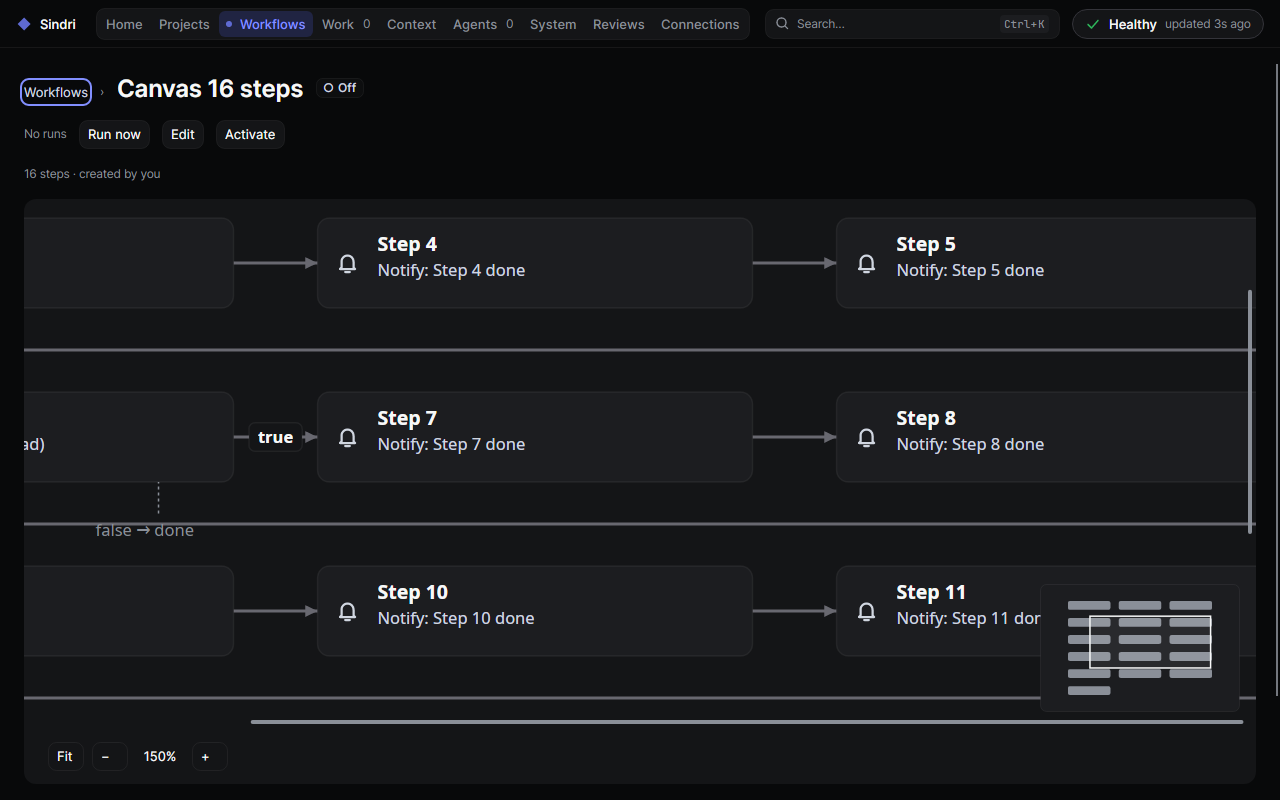 Sindri
Home Projects Workflows Work 0 Context Agents 0 System Reviews Connections
Search... Ctrl+K
Healthy updated 3s ago
Workflows › Canvas 16 steps Off
No runs Run now Edit Activate
16 steps · created by you
Step 4
Notify: Step 4 done
Step 5
Notify: Step 5 done
ad)
true
Step 7
Notify: Step 7 done
Step 8
Notify: Step 8 done
false → done
Step 10
Notify: Step 10 done
Step 11
Notify: Step 11 don
Fit − 150% +